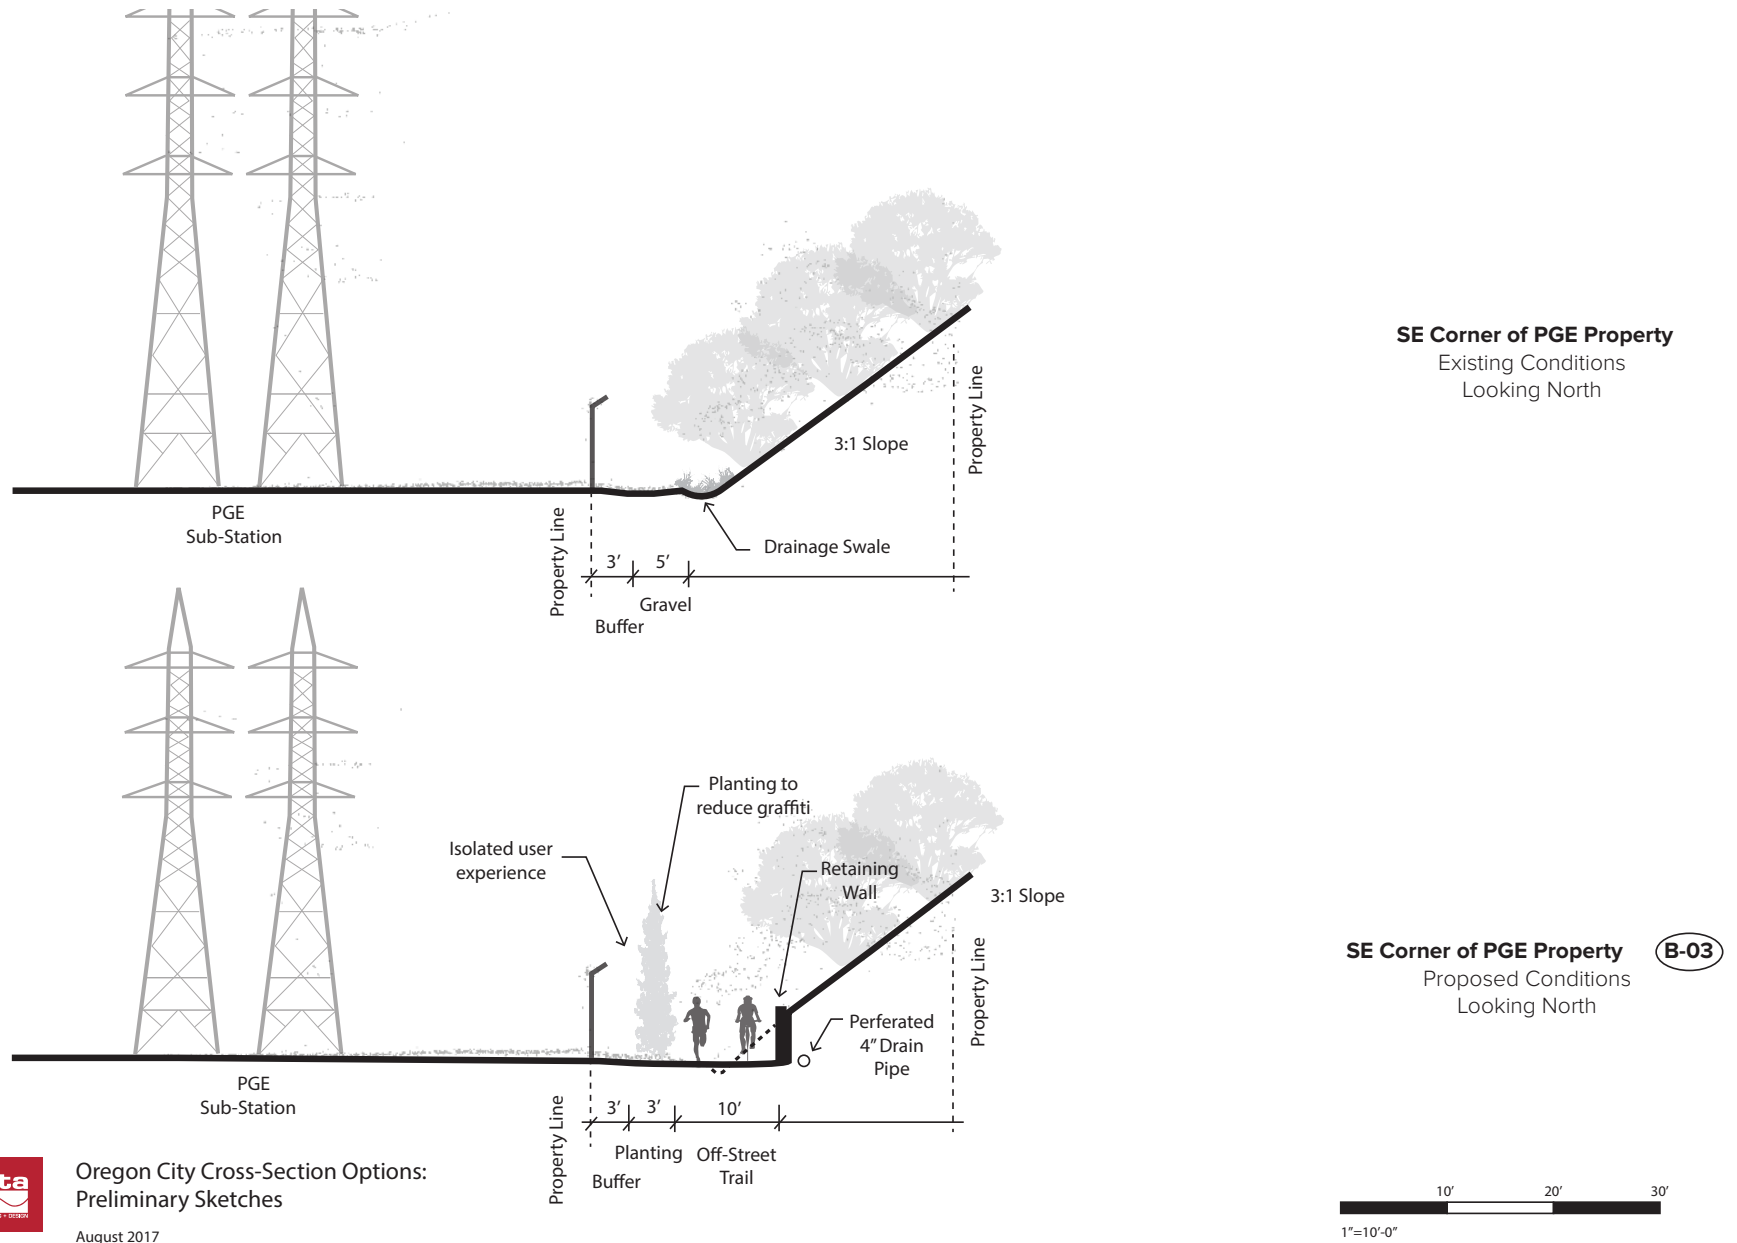 SE Corner of PGE Property
Existing Conditions
Looking North
Property Line
3:1 Slope
PGE
Sub-Station
Property Line
Drainage Swale
3’
5’
Gravel
Buffer
Planting to
reduce graffiti
Isolated user
experience
Retaining
Wall
3:1 Slope
SE Corner of PGE Property
B-03
Proposed Conditions
Looking North
Property Line
Perferated
4” Drain
Pipe
PGE
Sub-Station
Property Line
3’
3’
10’
Planting
Off-Street
Trail
Buffer
ta
+ DESIGN
Oregon City Cross-Section Options:
Preliminary Sketches
August 2017
10’
20’
30’
1”=10’-0”